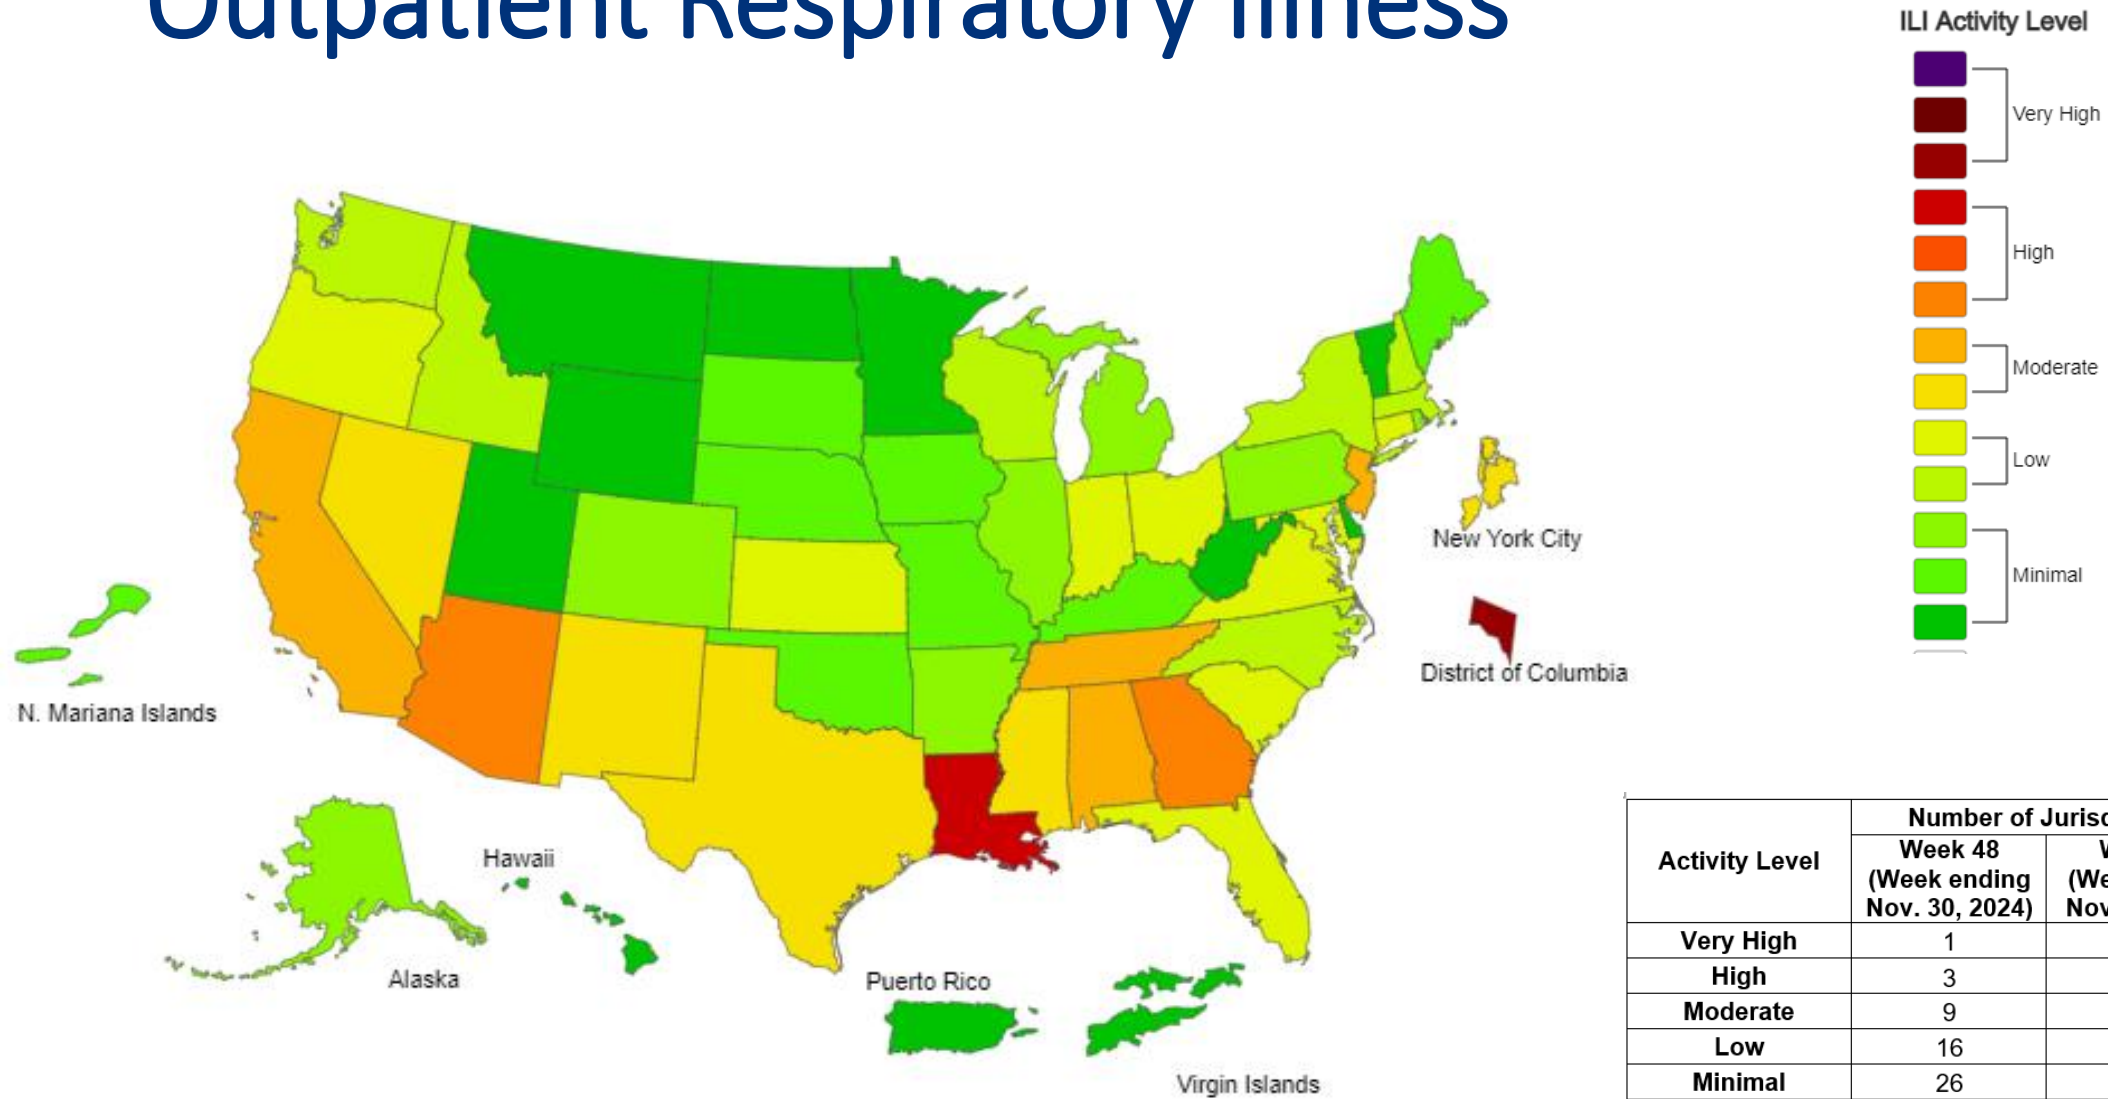 Outpatient Respiratory Illness
ILI Activity Level
Very High
High
Moderate
Low
Minimal
New York City
District of Columbia
N. Mariana Islands
Hawaii
Alaska
Puerto Rico
Virgin Islands
Activity Level
Number of
Week 48
(Week ending
Nov. 30, 2024)
Very High 1
High 3
Moderate 9
Low 16
Minimal 26